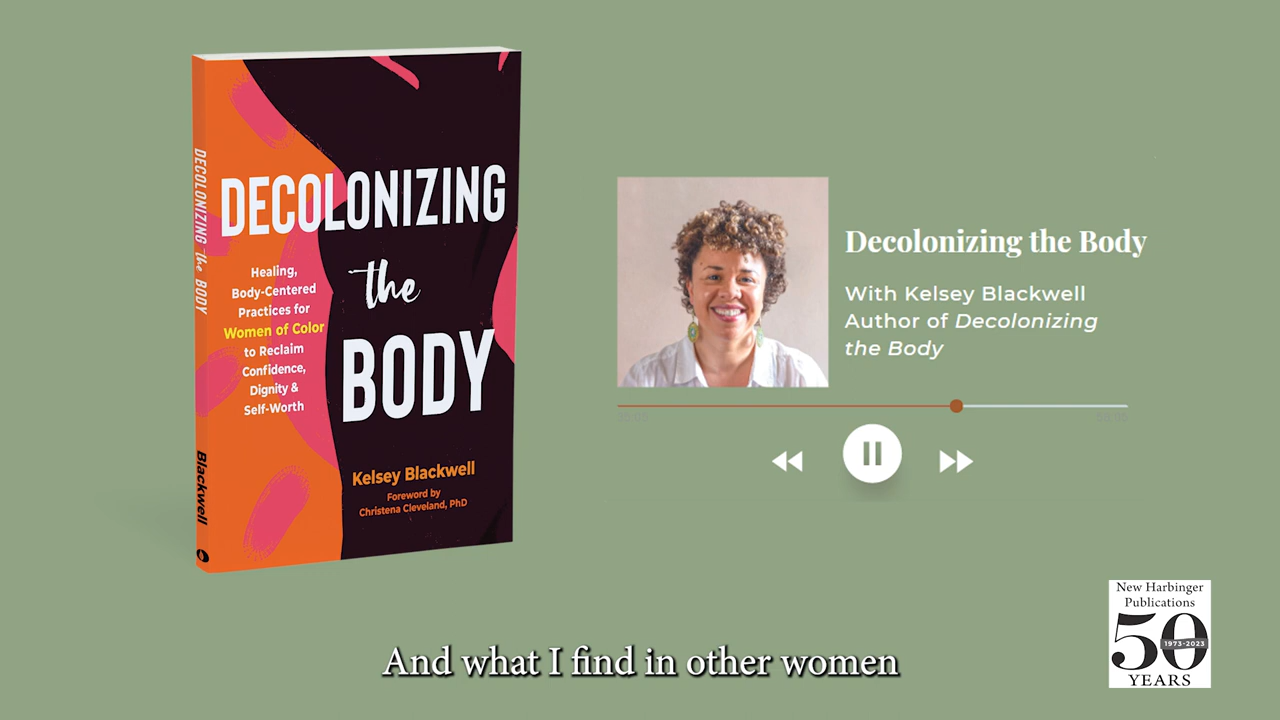 DECOLONIZING the BODY
Blackwell
DECOLONIZING
the
BODY
Healing,
Body-Centered
Practices for
Women of Color
to Reclaim
Confidence,
Dignity &
Self-Worth
Kelsey Blackwell
Foreword by
Christena Cleveland, PhD
Decolonizing the Body
With Kelsey Blackwell
Author of Decolonizing
the Body
New Harbinger
Publications
50
1973-2023
YEARS
And what I find in other women